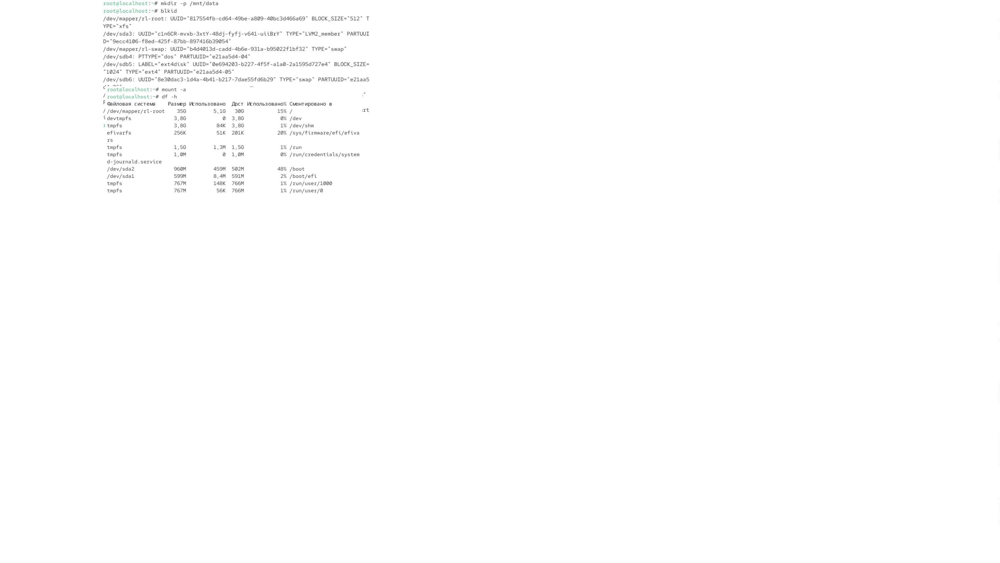 root@localhost:~# mkdir -p /mnt/data
root@localhost:~# blkid
/dev/mapper/rl-root: UUID="817554fb-cd64-49be-a809-40bc3d466a69" BLOCK_SIZE="512" T
YPE="xfs"
/dev/sda3: UUID="c1n6CR-mvxb-3xtY-48dj-fyfj-v641-uiiBrY" TYPE="LVM2_member" PARTUUI
D="9ecc4106-f8ed-425f-87bb-897416b39054"
/dev/mapper/rl-swap: UUID="b4d4013d-cadd-4b6e-931a-b95022f1bf32" TYPE="swap"
/dev/sdb4: PTTYPE="dos" PARTUUID="e21aa5d4-04"
/dev/sdb5: LABEL="ext4disk" UUID="0e694203-b227-4f5f-a1a0-2a1595d727e4" BLOCK_SIZE=
"1024" TYPE="ext4" PARTUUID="e21aa5d4-05"
/dev/sdb6: UUID="8e30dac3-1d4a-4b41-b217-7dae55fd6b29" TYPE="swap" PARTUUID="e21aa5
root@localhost:~# mount -a
root@localhost:~# df -h
Файловая система Размер Использовано Дост Использовано% Смонтировано в
/dev/mapper/rl-root 35G 5,1G 30G 15% /
devtmpfs 3,8G 0 3,8G 0% /dev
tmpfs 3,8G 84K 3,8G 1% /dev/shm
efivarfs 256K 51K 201K 20% /sys/firmware/efi/efiva
rs
tmpfs 1,5G 1,3M 1,5G 1% /run
tmpfs 1,0M 0 1,0M 0% /run/credentials/system
d-journald.service
/dev/sda2 960M 459M 502M 48% /boot
/dev/sda1 599M 8,4M 591M 2% /boot/efi
tmpfs 767M 148K 766M 1% /run/user/1000
tmpfs 767M 56K 766M 1% /run/user/0